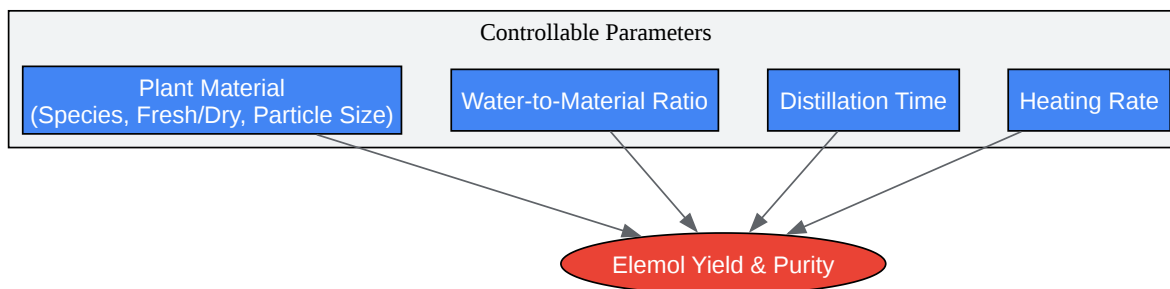 Controllable Parameters
Plant Material
(Species, Fresh/Dry, Particle Size)
Water-to-Material Ratio
Distillation Time
Heating Rate
Elemol Yield & Purity